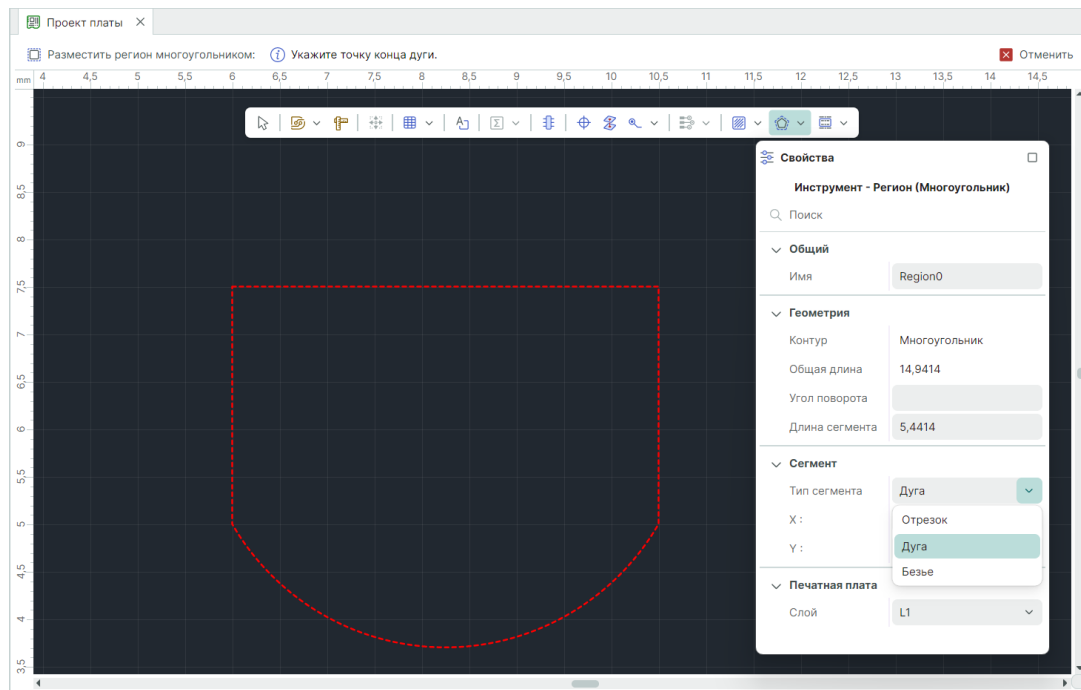 Проект платы
Разместить регион многоугольником: Укажите точку конца дуги. Отменить
mm 4 4,5 5 5,5 6 6,5 7 7,5 8 8,5 9 9,5 10 10,5 11 11,5 12 12,5 13 13,5 14 14,5
9
8,5
8
7,5
7
6,5
6
5,5
5
4,5
4
3,5
Свойства
Инструмент - Регион (Многоугольник)
Поиск
Общий
Имя Region0
Геометрия
Контур Многоугольник
Общая длина 14,9414
Угол поворота
Длина сегмента 5,4414
Сегмент
Тип сегмента Дуга
X :
Отрезок
Дуга
Y :
Безье
Печатная плата
Слой L1